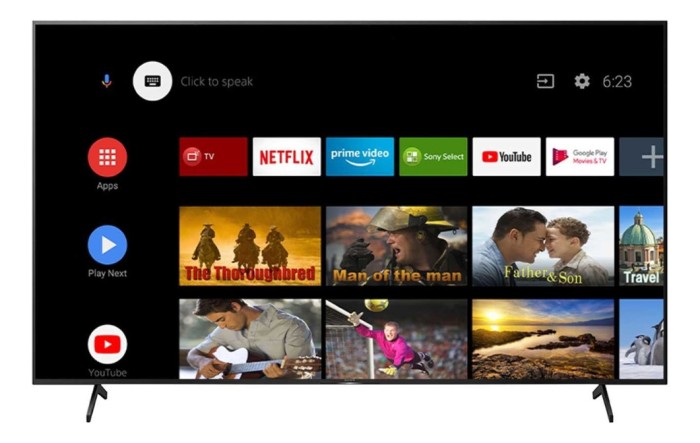 Click to speak
6:23
TV
NETFLIX
prime video
Sony Select
YouTube
Google Play
Movies & TV
Apps
Play Next
The Thoroughbred
Man of the man
Father & Son
Travel
YouTube